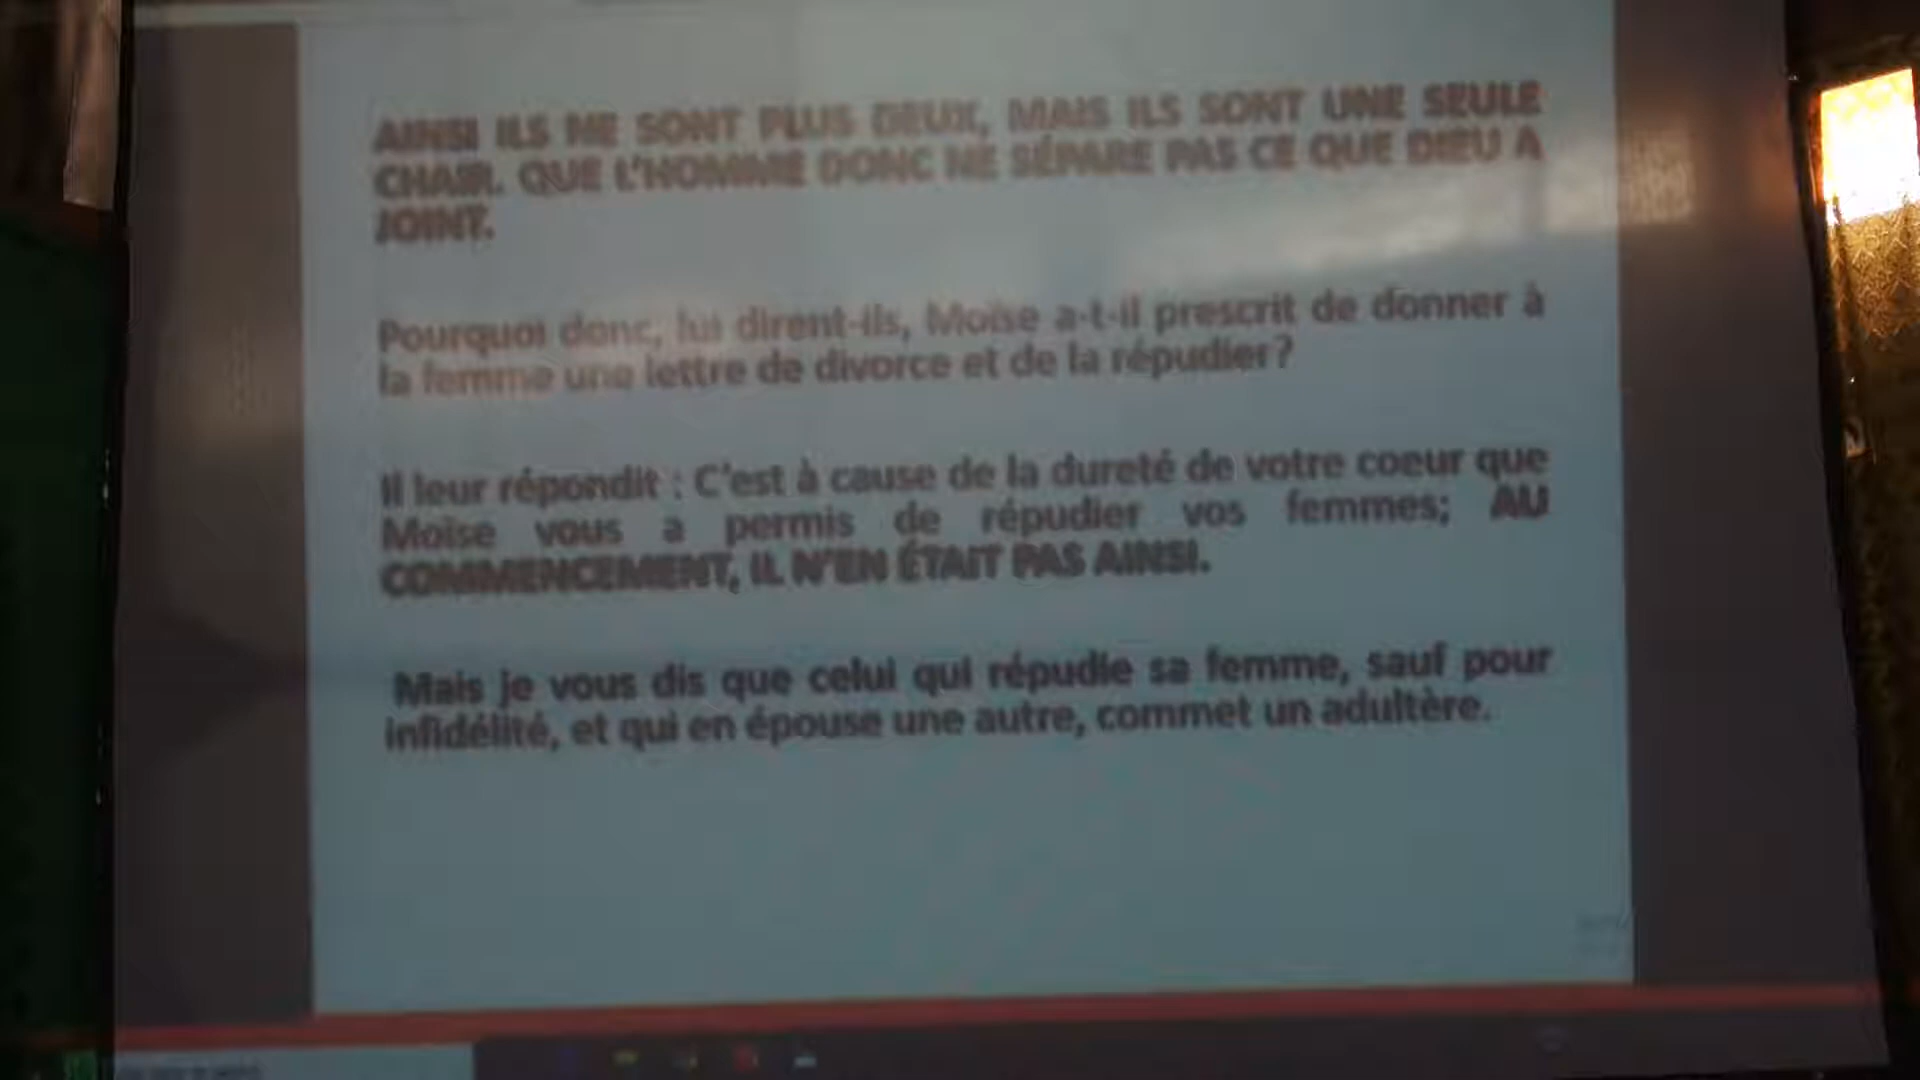 AINSI ILS NE SONT PLUS DEUX, MAIS ILS SONT UNE SEULE
CHAIR. QUE L'HOMME DONC NE SÉPARE PAS CE QUE DIEU A
JOINT.
Pourquoi donc, lui dirent-ils, Moïse a-t-il prescrit de donner à
la femme une lettre de divorce et de la répudier?
Il leur répondit : C'est à cause de la dureté de votre coeur que
Moïse vous a permis de répudier vos femmes; AU
COMMENCEMENT, IL N'EN ÉTAIT PAS AINSI.
Mais je vous dis que celui qui répudie sa femme, sauf pour
infidélité, et qui en épouse une autre, commet un adultère.